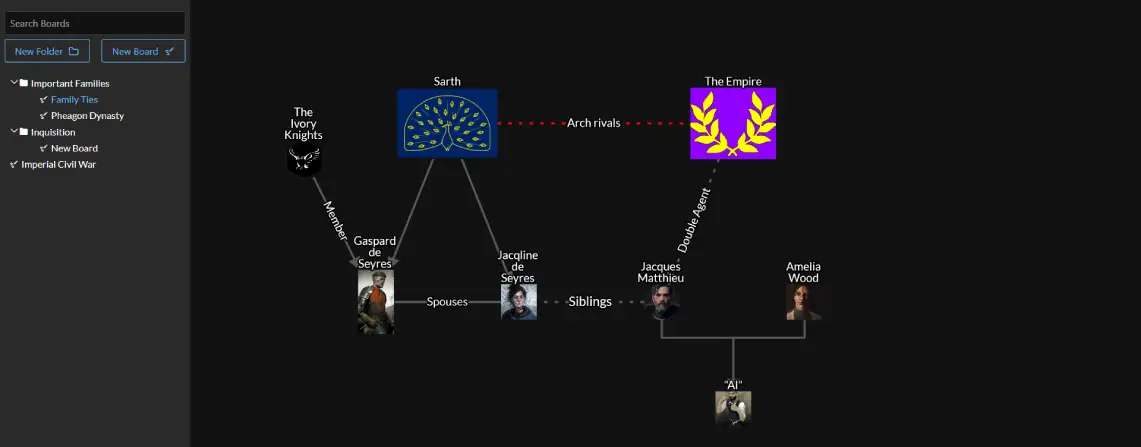 Search Boards
New Folder
New Board
Important Families
Family Ties
Pheagon Dynasty
Inquisition
New Board
Imperial Civil War
Sarth
The Empire
The
Ivory
Knights
Arch rivals
Member
Double Agent
Gaspard
de
Seyres
Jacqline
de
Seyres
Jacques
Matthieu
Amelia
Wood
Spouses
Siblings
"Al"